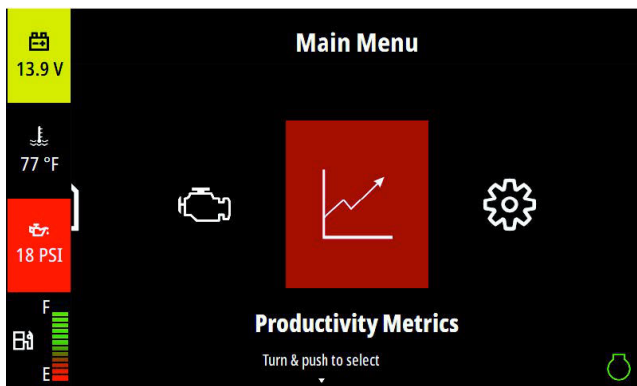 Main Menu
13.9 V
77 °F
18 PSI
F
E
Productivity Metrics
Turn & push to select